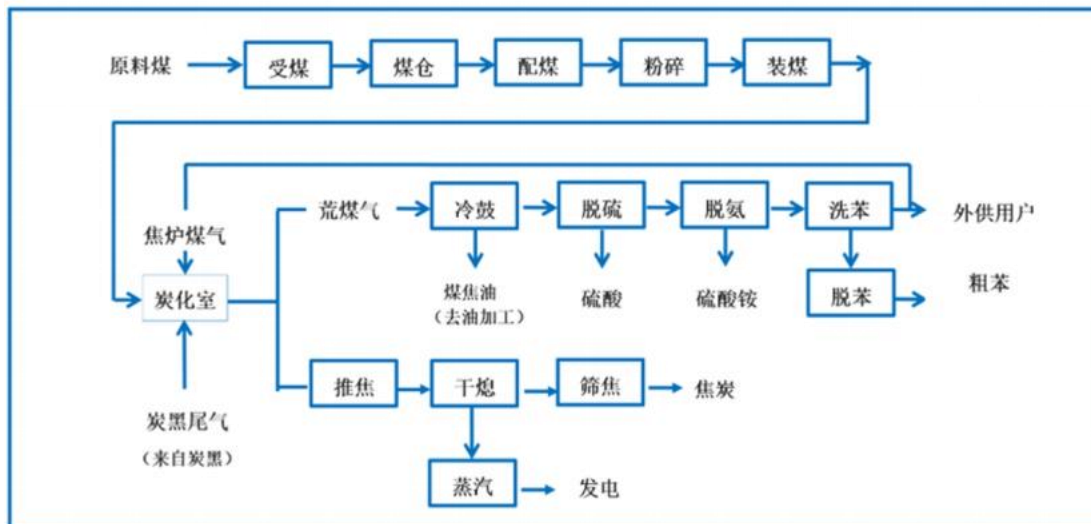 原料煤
受煤
煤仓
配煤
粉碎
装煤
荒煤气
冷鼓
脱硫
脱氨
洗苯
外供用户
焦炉煤气
炭化室
煤焦油
（去油加工）
硫酸
硫酸铵
脱苯
粗苯
推焦
干熄
筛焦
焦炭
炭黑尾气
（来自炭黑）
蒸汽
发电